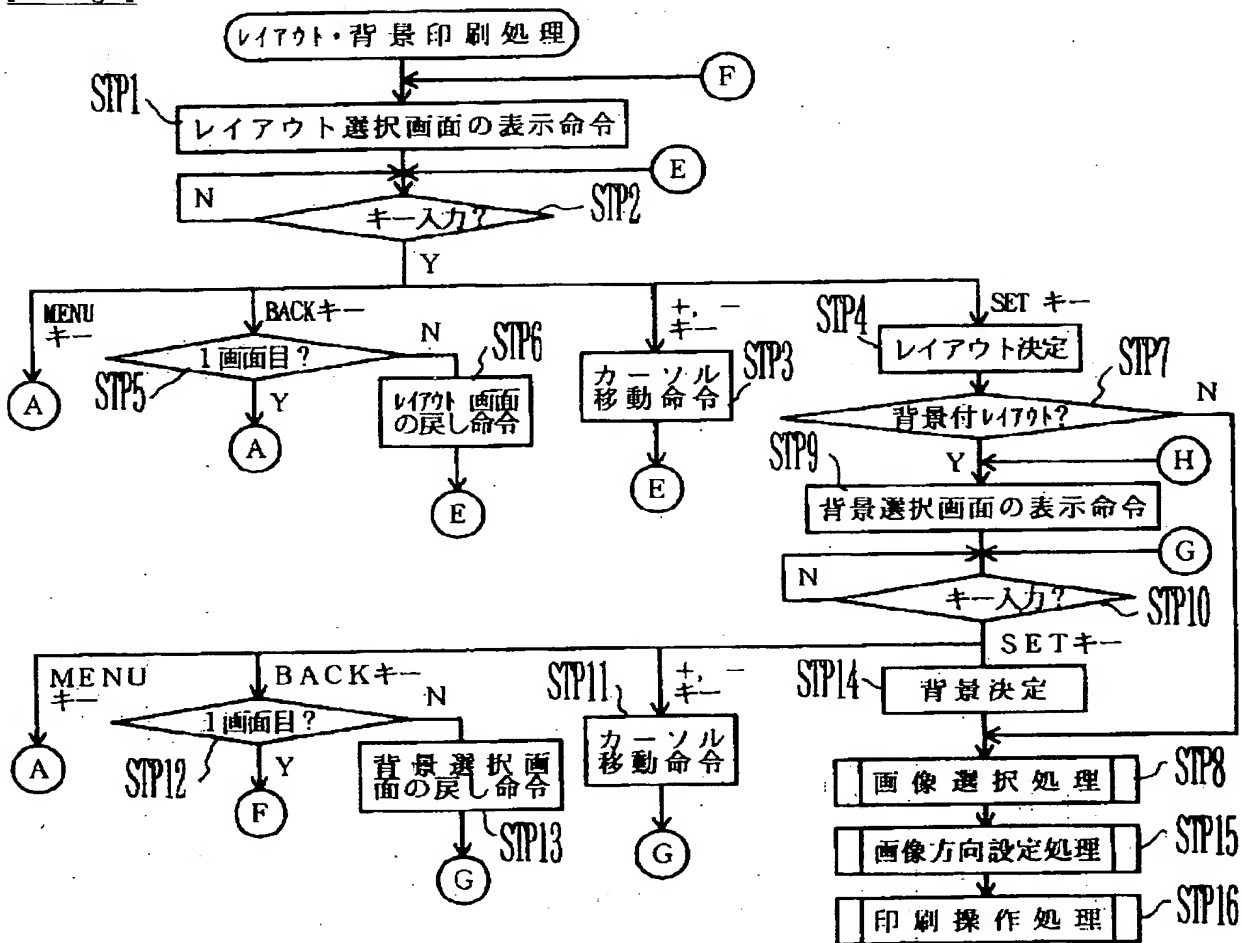 レイアウト・背景印刷処理
F
STP1
レイアウト選択画面の表示命令
E
N
キー入力?
STP2
Y
MENU
キー
BACKキー
+, -
キー
SET キー
A
1画面目?
STP5
N
Y
A
STP6
レイアウト画面
の戻し命令
E
カーソル
移動命令
STP3
E
STP4
レイアウト決定
STP7
背景付レイアウト?
N
Y
H
STP9
背景選択画面の表示命令
G
N
キー入力?
STP10
MENU
キー
BACKキー
+, -
キー
SETキー
A
1画面目?
STP12
N
Y
F
背景選択画
面の戻し命令
STP13
G
STP11
カーソル
移動命令
G
STP14
背景決定
画像選択処理
STP8
画像方向設定処理
STP15
印刷操作処理
STP16